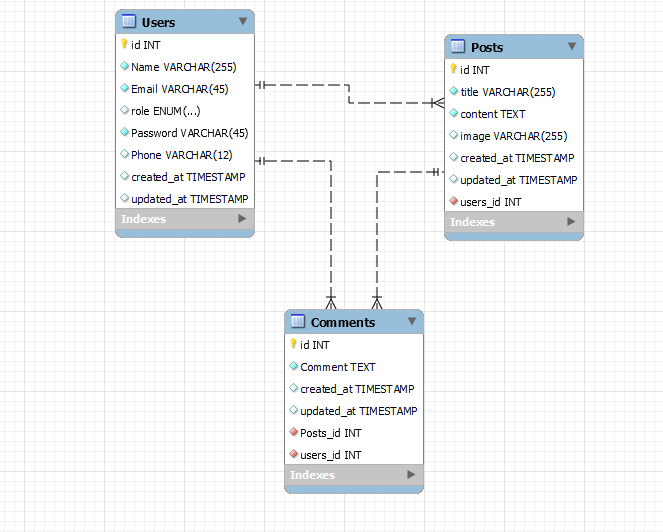 Users
id INT
Name VARCHAR(255)
Email VARCHAR(45)
role ENUM(...)
Password VARCHAR(45)
Phone VARCHAR(12)
created_at TIMESTAMP
updated_at TIMESTAMP
Indexes
Posts
id INT
title VARCHAR(255)
content TEXT
image VARCHAR(255)
created_at TIMESTAMP
updated_at TIMESTAMP
users_id INT
Indexes
Comments
id INT
Comment TEXT
created_at TIMESTAMP
updated_at TIMESTAMP
Posts_id INT
users_id INT
Indexes